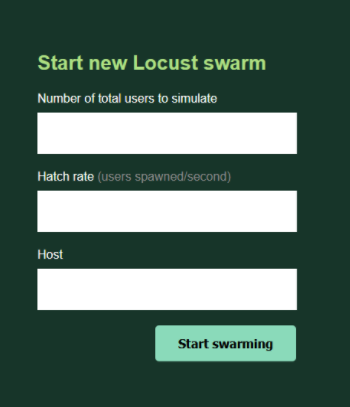 Start new Locust swarm
Number of total users to simulate
Hatch rate (users spawned/second)
Host
Start swarming